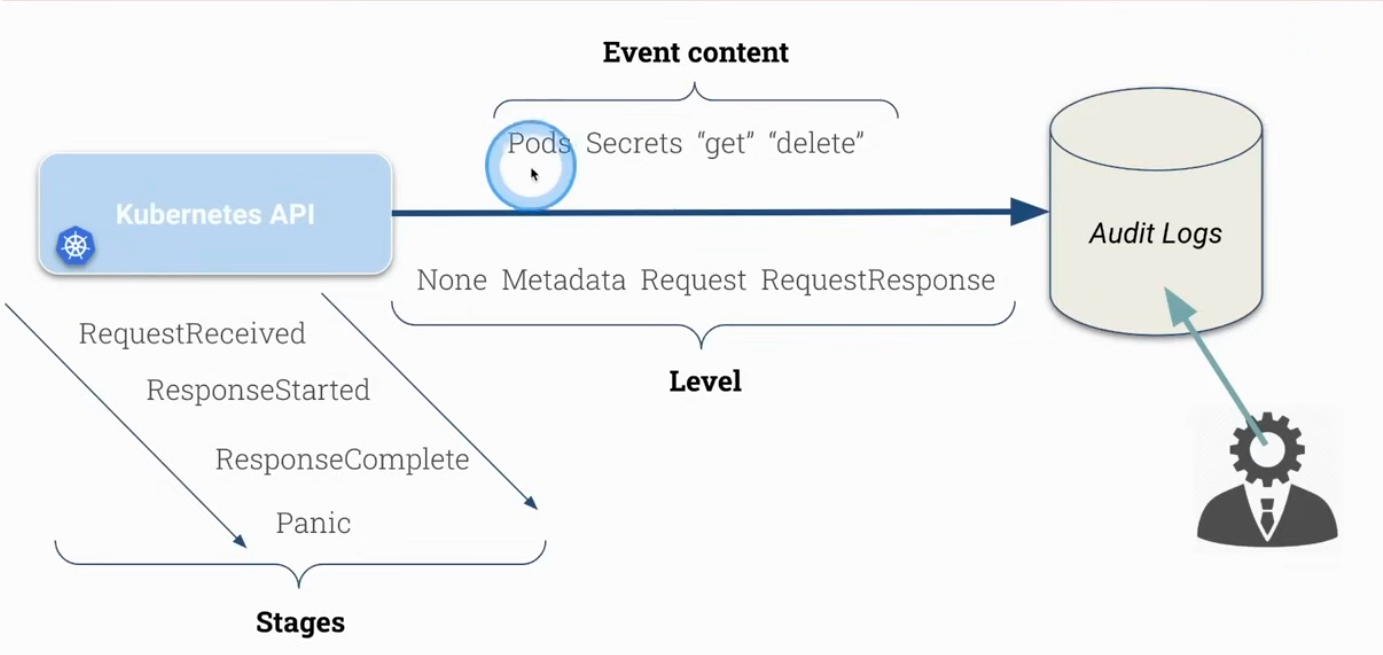 Event content
Pods Secrets “get” “delete”
Kubernetes API
Audit Logs
None Metadata Request RequestResponse
Level
RequestReceived
ResponseStarted
ResponseComplete
Panic
Stages